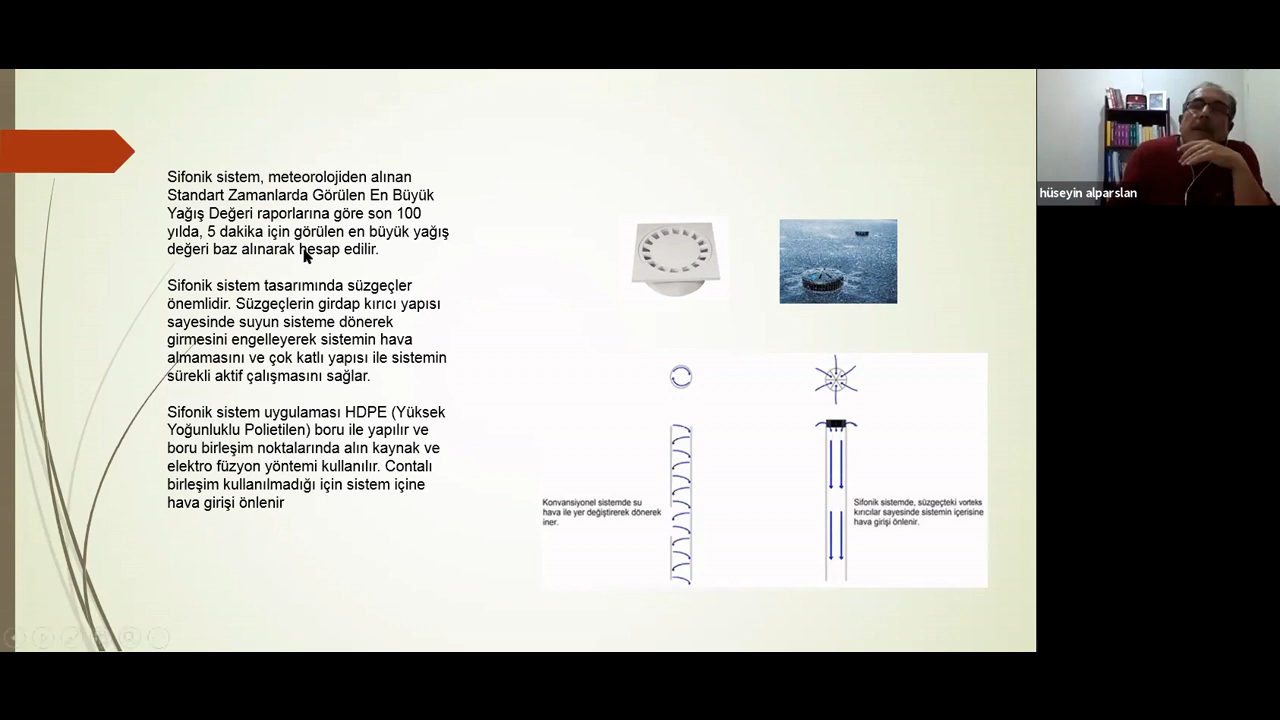 Sifonik sistem, meteorolojiden alınan
Standart Zamanlarda Görülen En Büyük
Yağış Değeri raporlarına göre son 100
yılda, 5 dakika için görülen en büyük yağış
değeri baz alınarak hesap edilir.
Sifonik sistem tasarımında süzgeçler
önemlidir. Süzgeçlerin girdap kırıcı yapısı
sayesinde suyun sisteme dönerek
girmesini engelleyerek sistemin hava
almamasını ve çok katlı yapısı ile sistemin
sürekli aktif çalışmasını sağlar.
Sifonik sistem uygulaması HDPE (Yüksek
Yoğunluklu Polietilen) boru ile yapılır ve
boru birleşim noktalarında alın kaynak ve
elektro füzyon yöntemi kullanılır. Contalı
birleşim kullanılmadığı için sistem içine
hava girişi önlenir
Konvansiyonel sistemde su
hava ile yer değiştirerek dönerek
iner.
Sifonik sistemde, süzgeçteki vorteks
kırıcılar sayesinde sistemin içerisine
hava girişi önlenir.
hüseyin alparslan